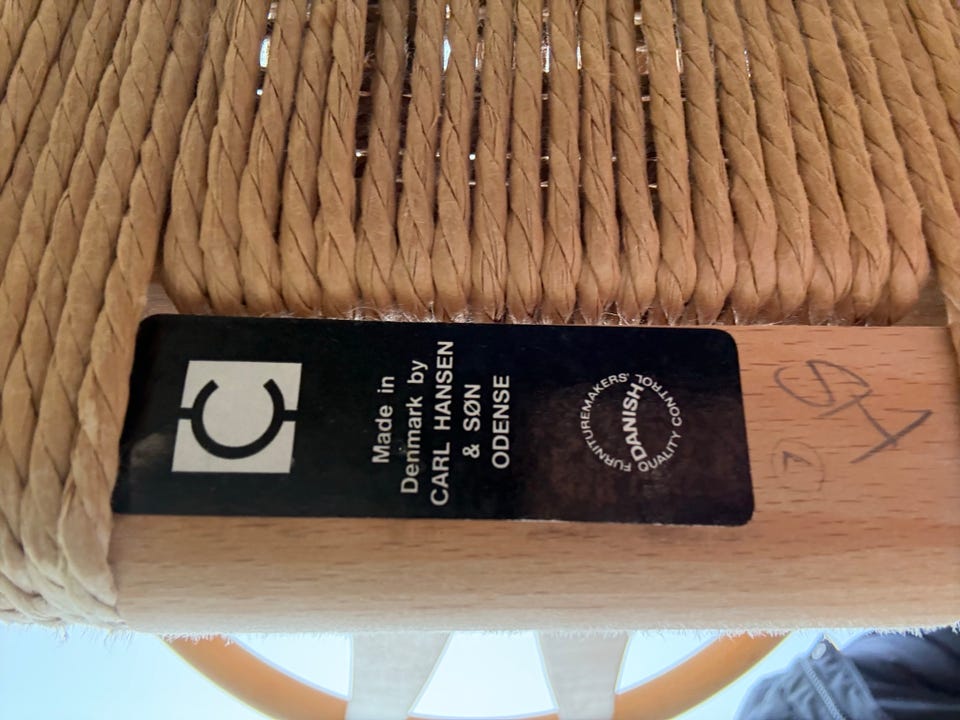 Made in
Denmark by
CARL HANSEN
& SØN
ODENSE
DANISH
FURNITUREMAKERS'
QUALITY CONTROL